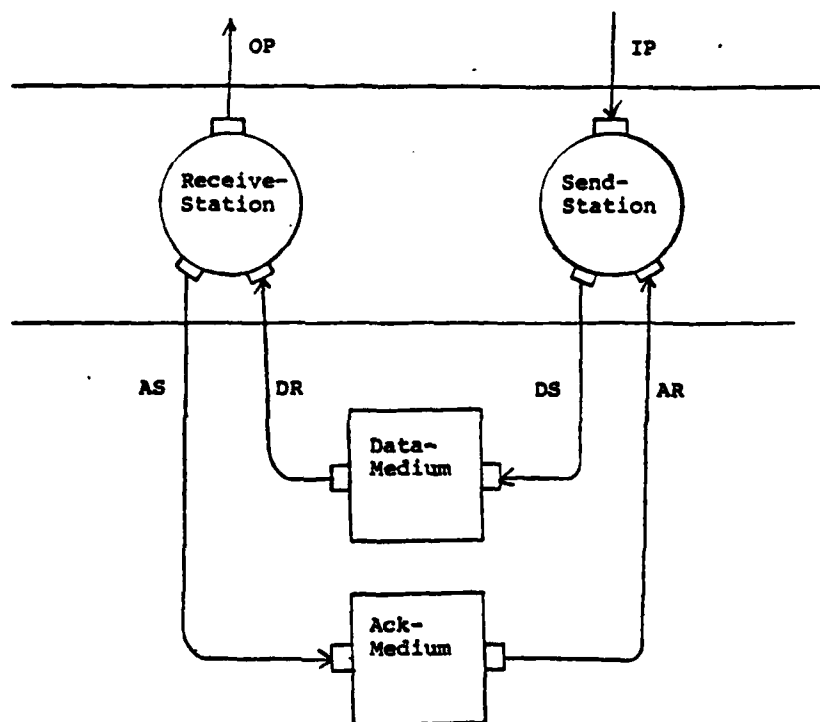 OP
IP
Receive-
Station
Send-
Station
AS
DR
DS
AR
Data-
Medium
Ack-
Medium